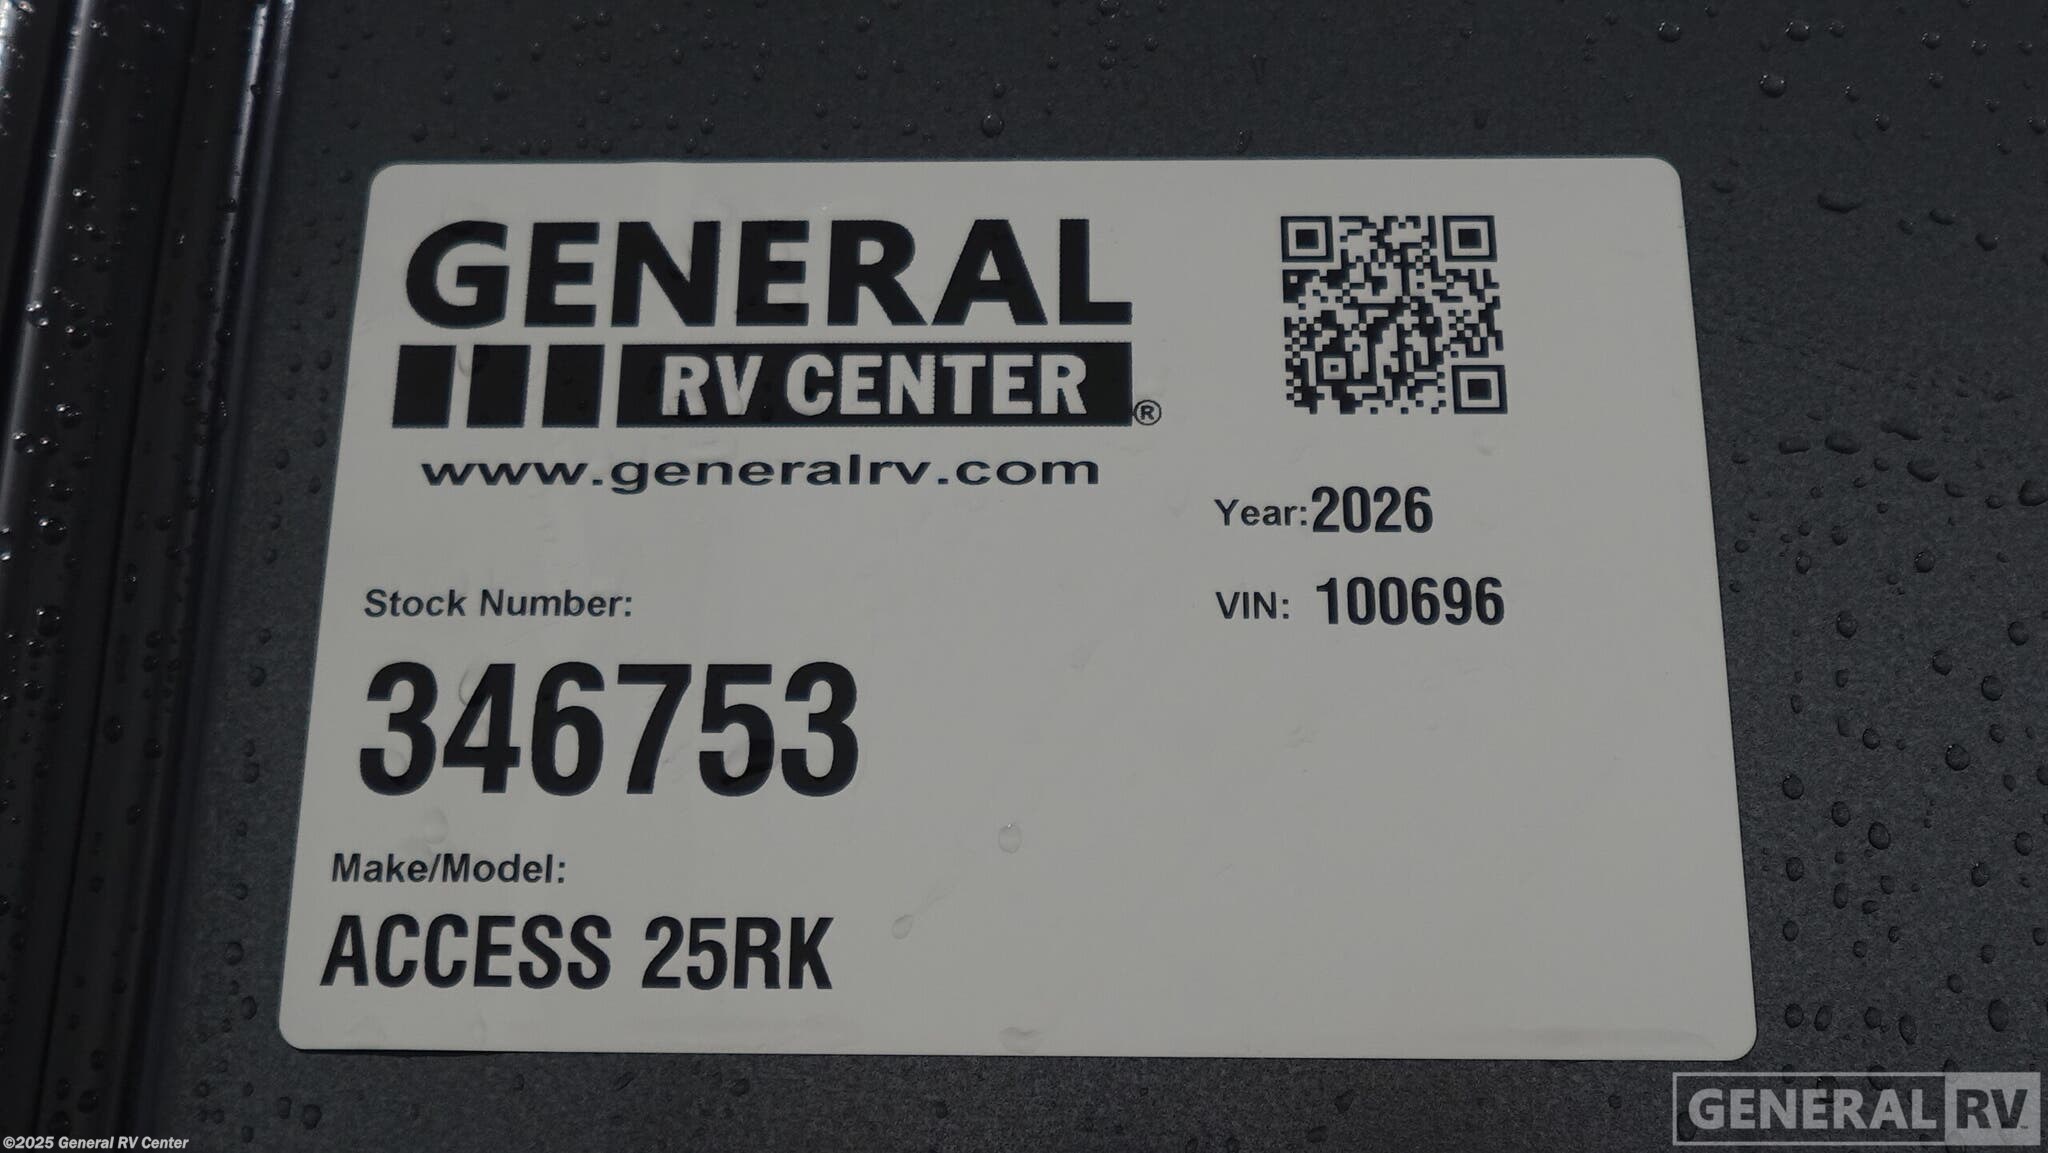 GENERAL
RV CENTER®
www.generalrv.com
Year: 2026
VIN: 100696
Stock Number:
346753
Make/Model:
ACCESS 25RK
GENERAL RV™
©2025 General RV Center